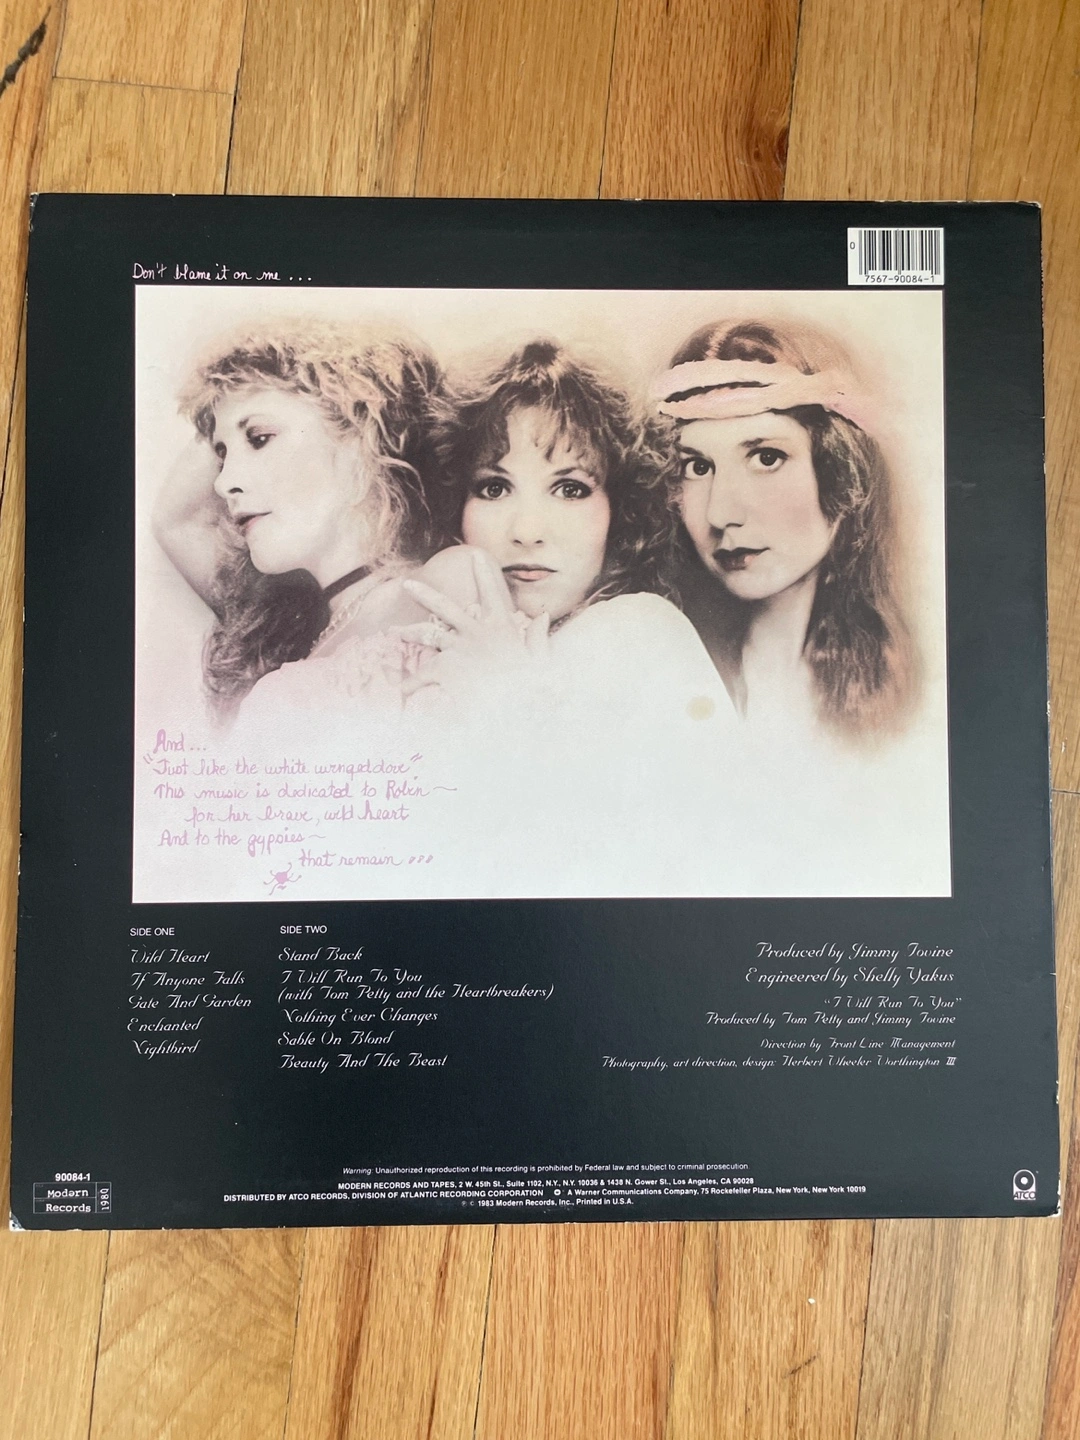 Don't blame it on me ...
0
7567-90084-1
And...
"Just like the white winged dove"
This music is dedicated to Robin ~
for her brave, wild heart
And to the gypsies ~
that remain ...
SIDE ONE
Wild Heart
If Anyone Falls
Gate And Garden
Enchanted
Nightbird
SIDE TWO
Stand Back
I Will Run To You
(with Tom Petty and the Heartbreakers)
Nothing Ever Changes
Sable On Blond
Beauty And The Beast
Produced by Jimmy Iovine
Engineered by Shelly Yakus
"I Will Run To You"
Produced by Tom Petty and Jimmy Iovine
Direction by Front Line Management
Photography, art direction, design: Herbert Wheeler Worthington III
Warning: Unauthorized reproduction of this recording is prohibited by Federal law and subject to criminal prosecution.
MODERN RECORDS AND TAPES, 2 W. 45th St., Suite 1102, N.Y., N.Y. 10036 & 1438 N. Gower St., Los Angeles, CA 90028
DISTRIBUTED BY ATCO RECORDS, DIVISION OF ATLANTIC RECORDING CORPORATION A Warner Communications Company, 75 Rockefeller Plaza, New York, New York 10019
℗ © 1983 Modern Records, Inc., Printed in U.S.A.
90084-1
Modern
Records
1980
ATCO